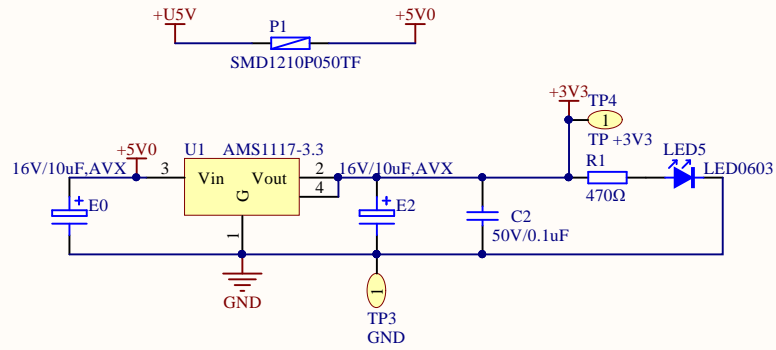 +U5V
P1
+5V0
SMD1210P050TF
+3V3
TP4
1
TP +3V3
+5V0
U1
AMS1117-3.3
LED5
16V/10uF,AVX
3
Vin
Vout
2
4
16V/10uF,AVX
R1
LED0603
G
470Ω
E0
E2
C2
50V/0.1uF
1
GND
1
TP3
GND